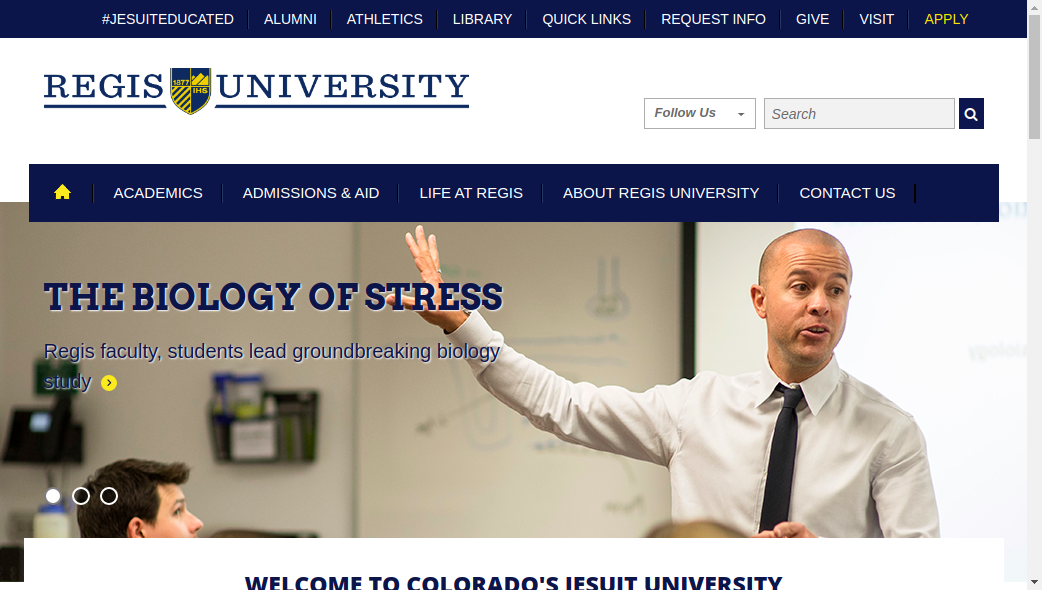 #JESUITEDUCATED ALUMNI ATHLETICS LIBRARY QUICK LINKS REQUEST INFO GIVE VISIT APPLY
REGIS UNIVERSITY
1877
IHS
Follow Us
Search
ACADEMICS ADMISSIONS & AID LIFE AT REGIS ABOUT REGIS UNIVERSITY CONTACT US
THE BIOLOGY OF STRESS
Regis faculty, students lead groundbreaking biology
study
WELCOME TO COLORADO'S JESUIT UNIVERSITY